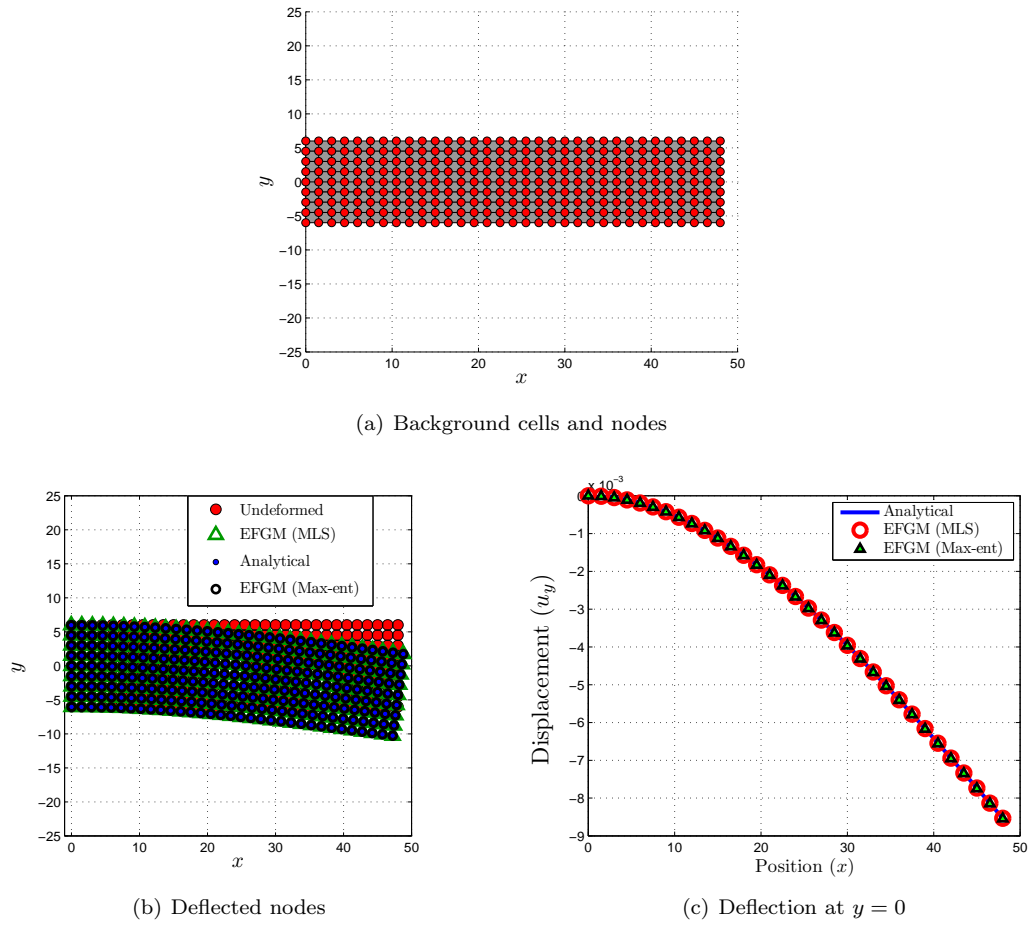 25
20
15
10
5
0
−5
−10
−15
−20
−25
y
0
10
20
30
40
50
x
(a) Background cells and nodes
25
20
15
10
5
0
−5
−10
−15
−20
−25
y
0
10
20
30
40
50
x
Undeformed
EFGM (MLS)
Analytical
EFGM (Max-ent)
(b) Deflected nodes
x 10⁻³
0
−1
−2
−3
−4
−5
−6
−7
−8
−9
Displacement (u_y)
0
10
20
30
40
50
Position (x)
Analytical
EFGM (MLS)
EFGM (Max-ent)
(c) Deflection at y = 0